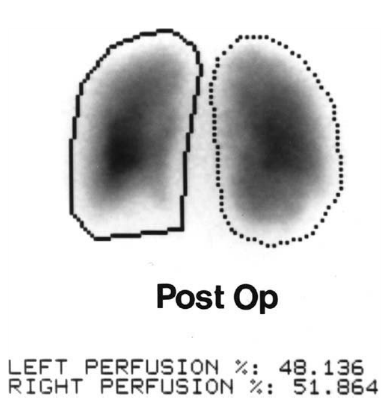 Post Op
LEFT PERFUSION %: 48.136
RIGHT PERFUSION %: 51.864